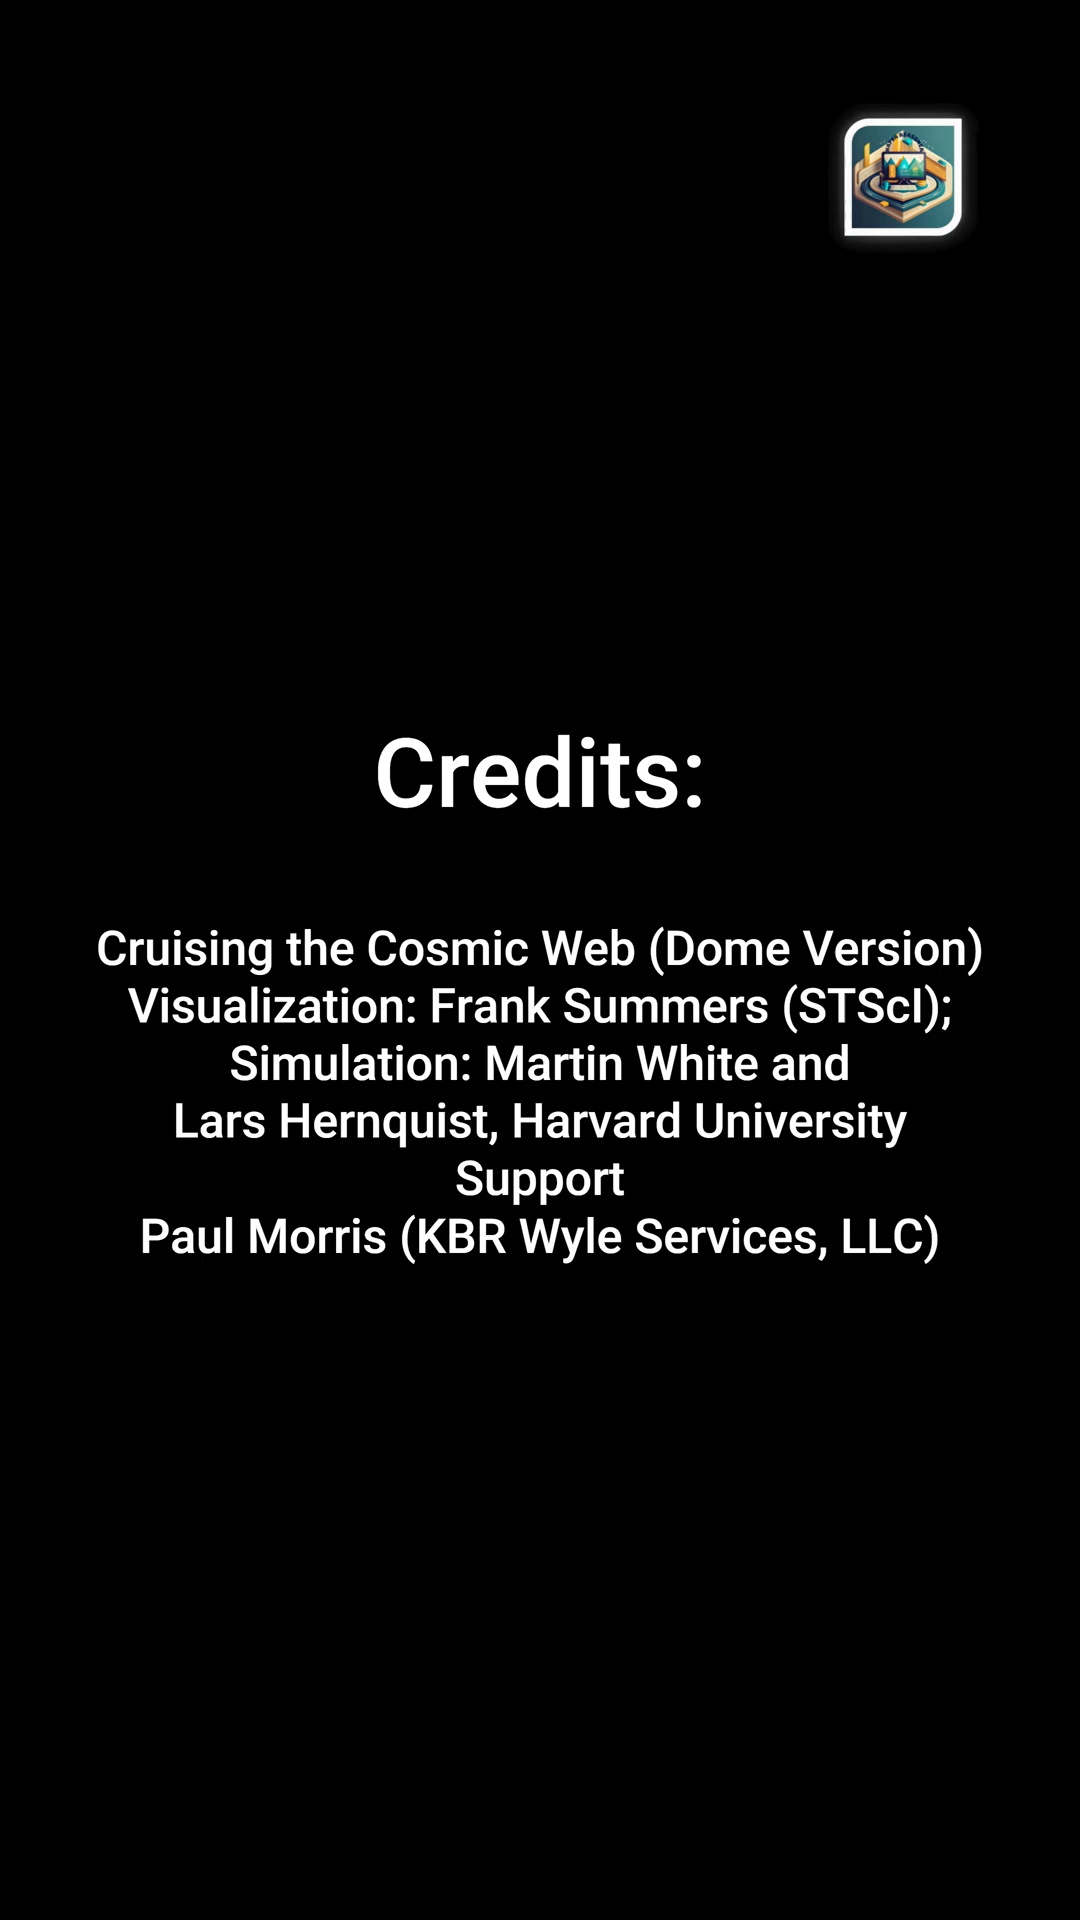 Credits:
Cruising the Cosmic Web (Dome Version)
Visualization: Frank Summers (STScI);
Simulation: Martin White and
Lars Hernquist, Harvard University
Support
Paul Morris (KBR Wyle Services, LLC)